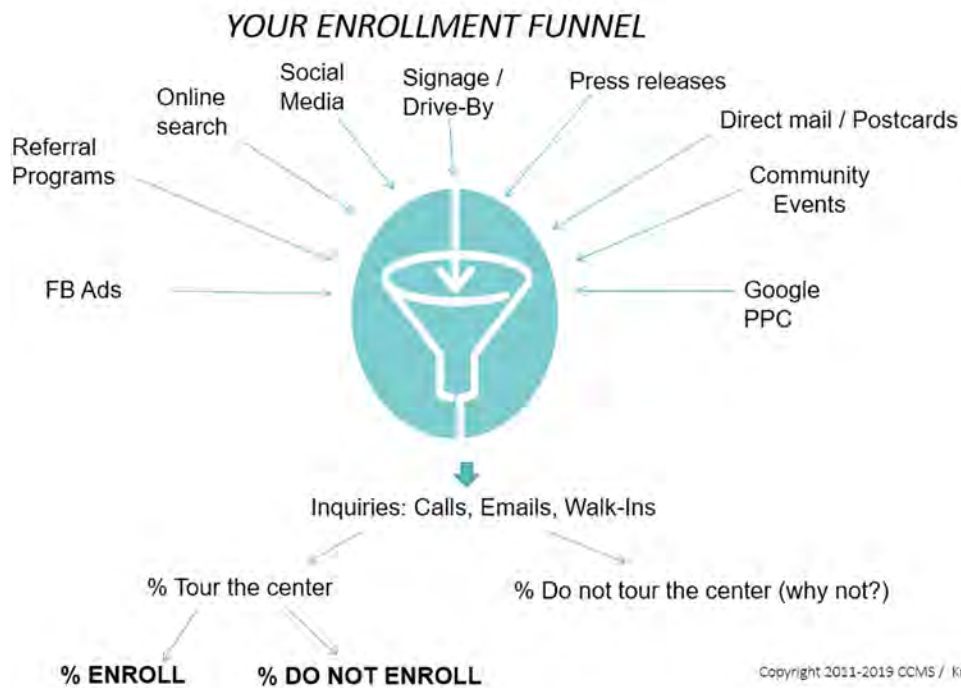 YOUR ENROLLMENT FUNNEL
Social
Media
Signage /
Drive-By
Press releases
Online
search
Direct mail / Postcards
Referral
Programs
Community
Events
FB Ads
Google
PPC
Inquiries: Calls, Emails, Walk-Ins
% Tour the center
% Do not tour the center (why not?)
% ENROLL
% DO NOT ENROLL
Copyright 2011-2019 CCMS /